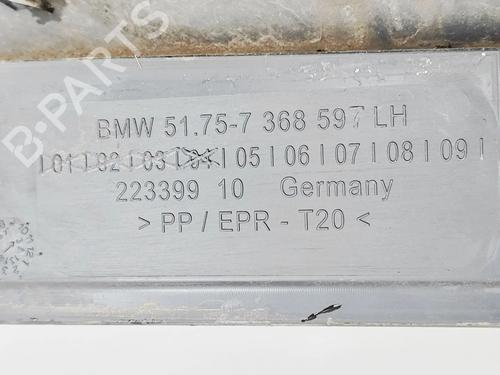 BMW 51.75-7 368 597 LH
| 01 | 02 | 03 | 04 | 05 | 06 | 07 | 08 | 09 |
223399 10 Germany
> PP / EPR - T20 <
B-PARTS